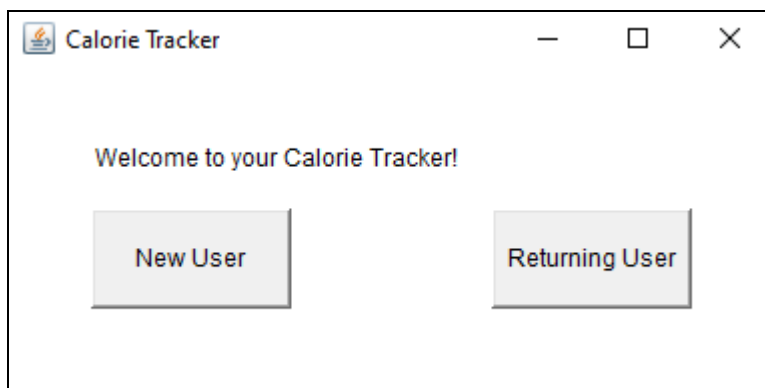 Calorie Tracker
Welcome to your Calorie Tracker!
New User
Returning User